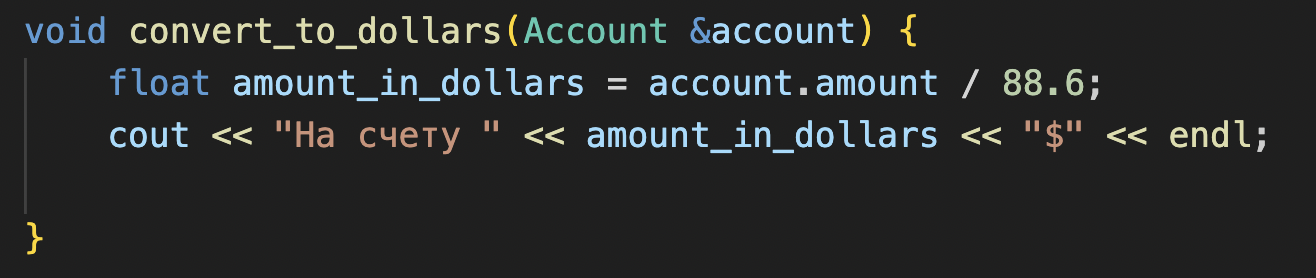 void convert_to_dollars(Account &account) {
    float amount_in_dollars = account.amount / 88.6;
    cout << "На счету " << amount_in_dollars << "$" << endl;
}